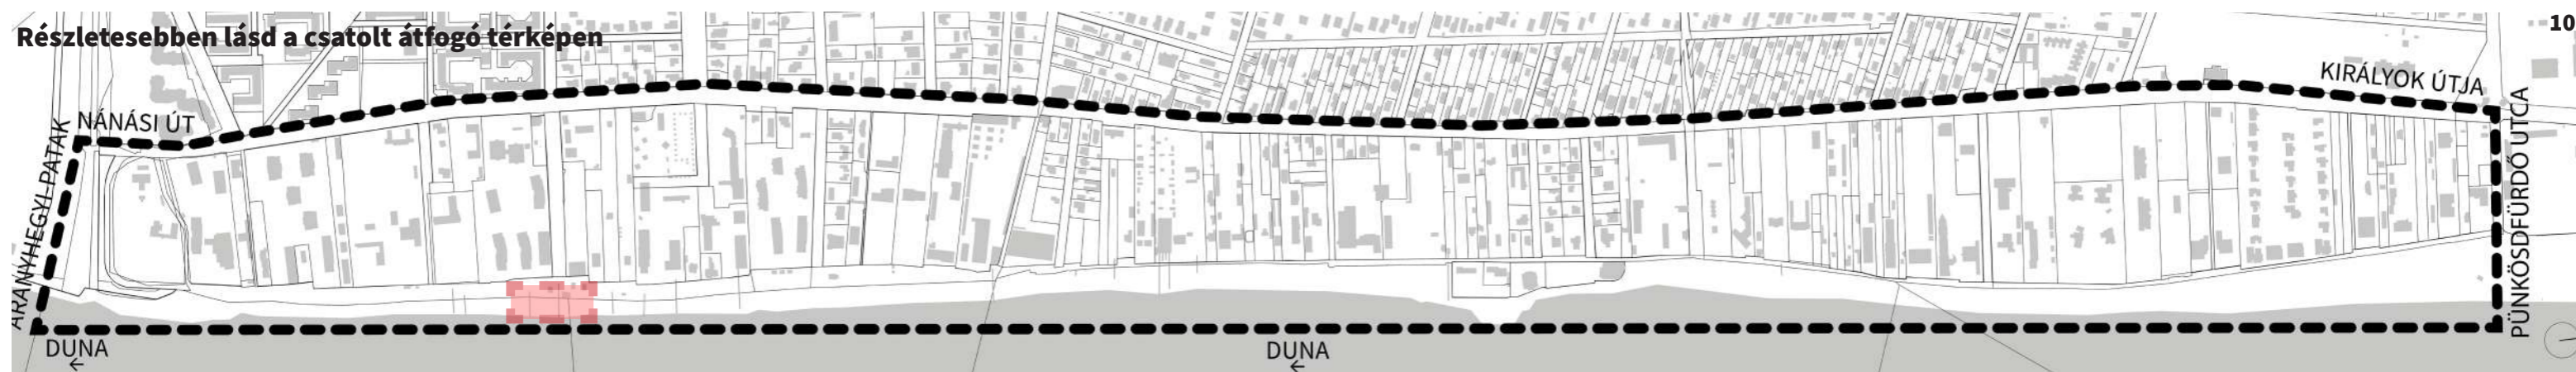 Részletesebben lásd a csatolt átfogó térképen
10
KIRÁLYOK ÚTJA
NÁNÁSI ÚT
ARANYHEGYI PATAK
PÜNKÖSDFÜRDŐ UTCA
DUNA
←
DUNA
←